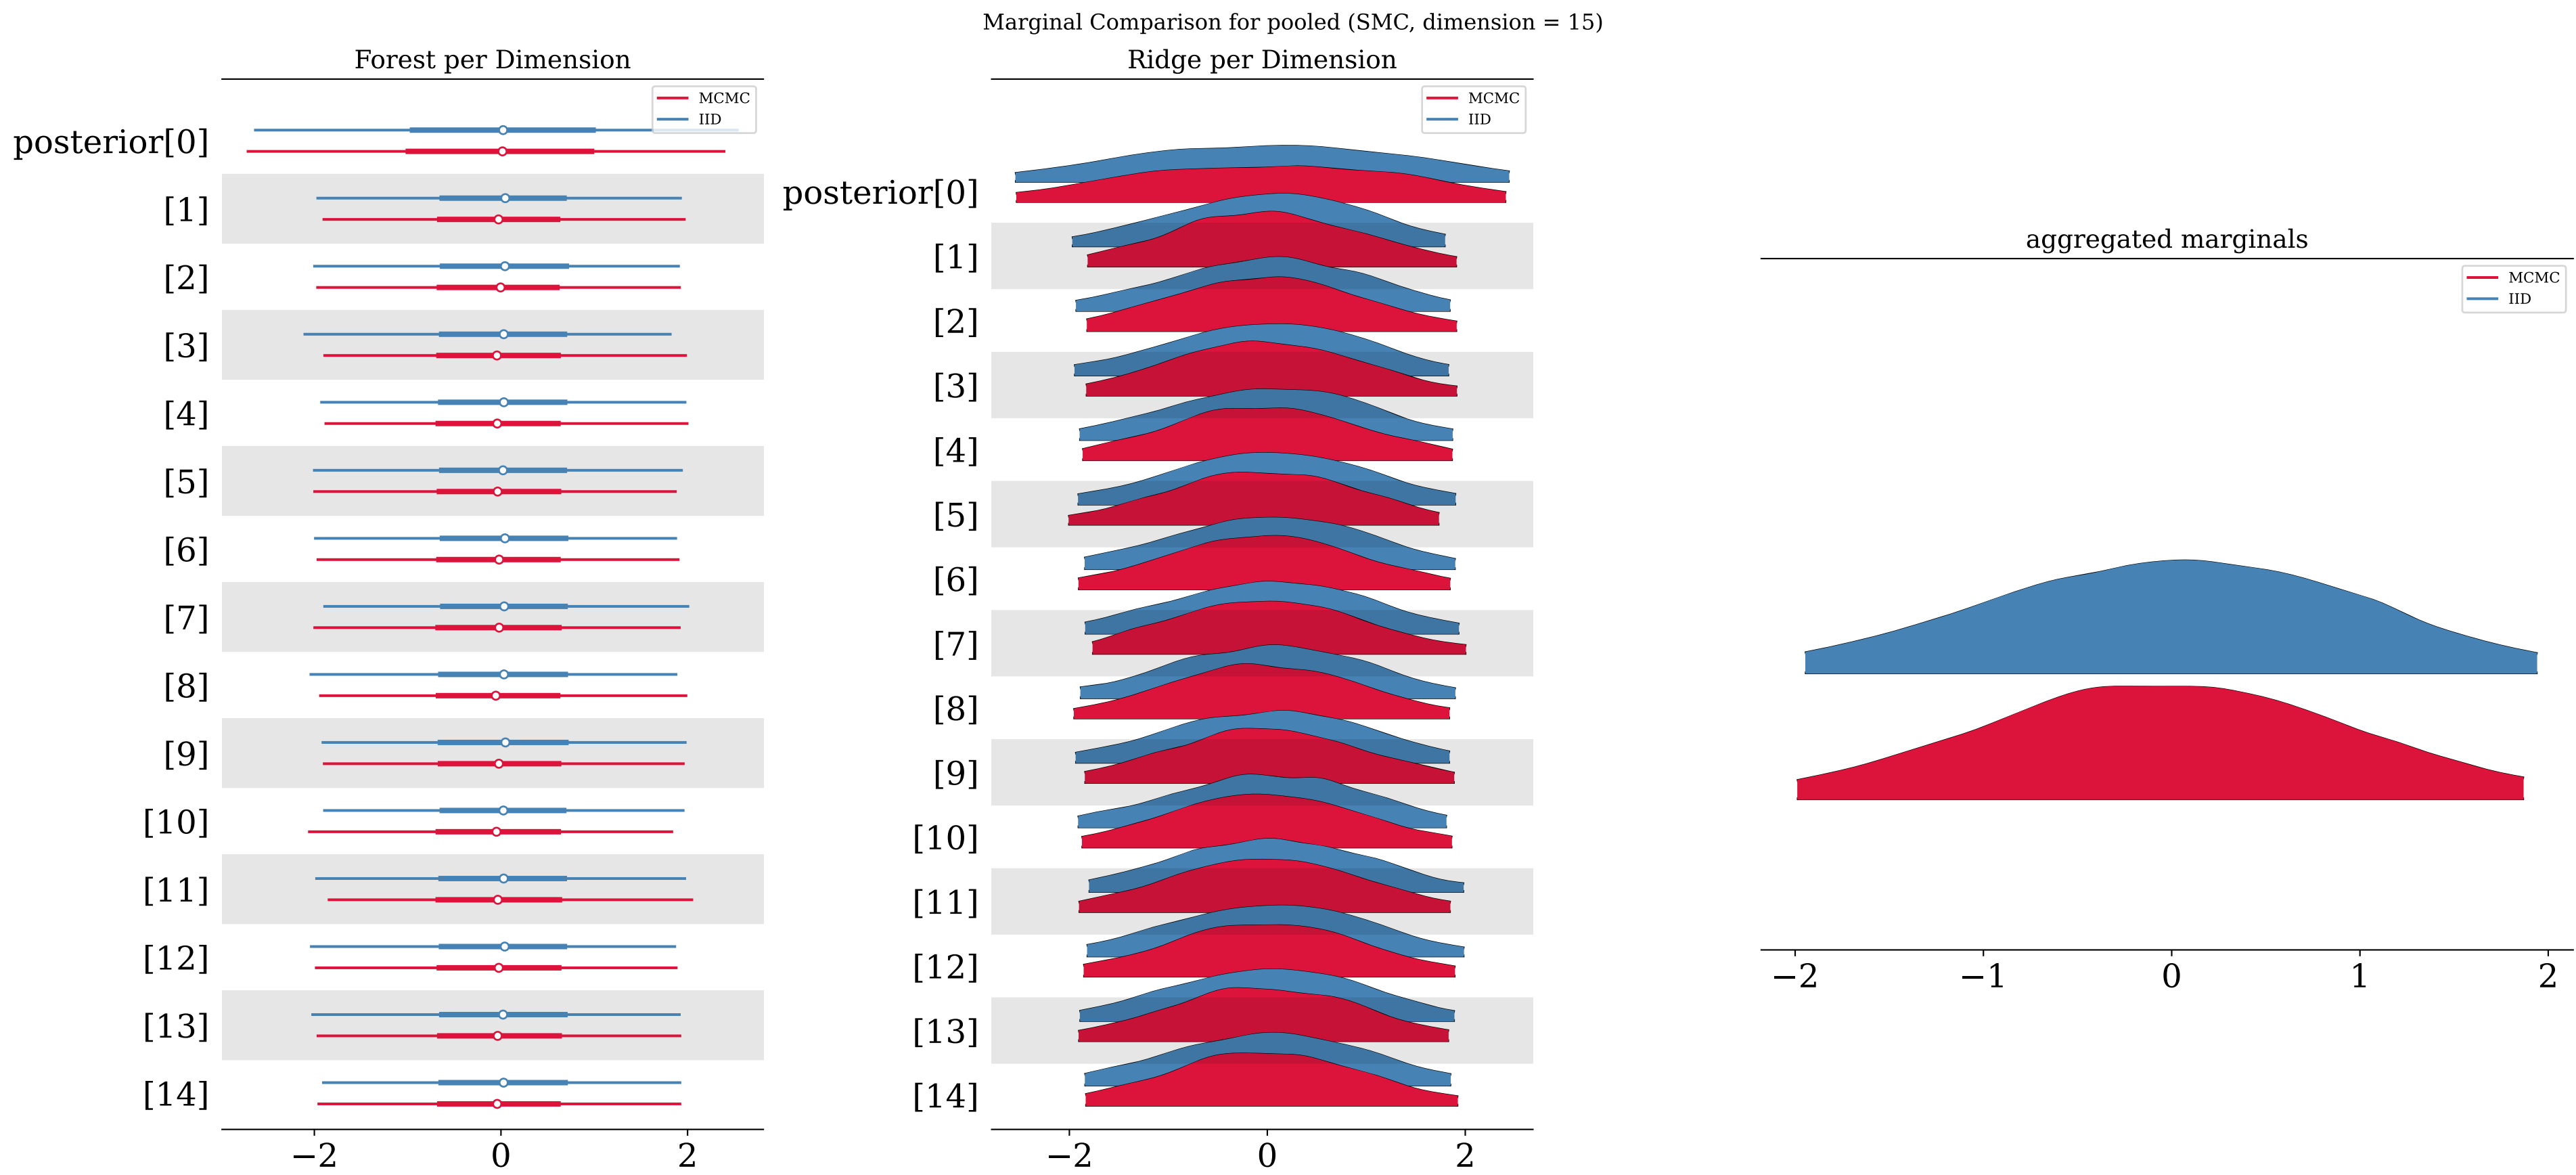 Marginal Comparison for pooled (SMC, dimension = 15)
Forest per Dimension
MCMC
IID
posterior[0]
[1]
[2]
[3]
[4]
[5]
[6]
[7]
[8]
[9]
[10]
[11]
[12]
[13]
[14]
−2 0 2
Ridge per Dimension
MCMC
IID
posterior[0]
[1]
[2]
[3]
[4]
[5]
[6]
[7]
[8]
[9]
[10]
[11]
[12]
[13]
[14]
−2 0 2
aggregated marginals
MCMC
IID
−2 −1 0 1 2